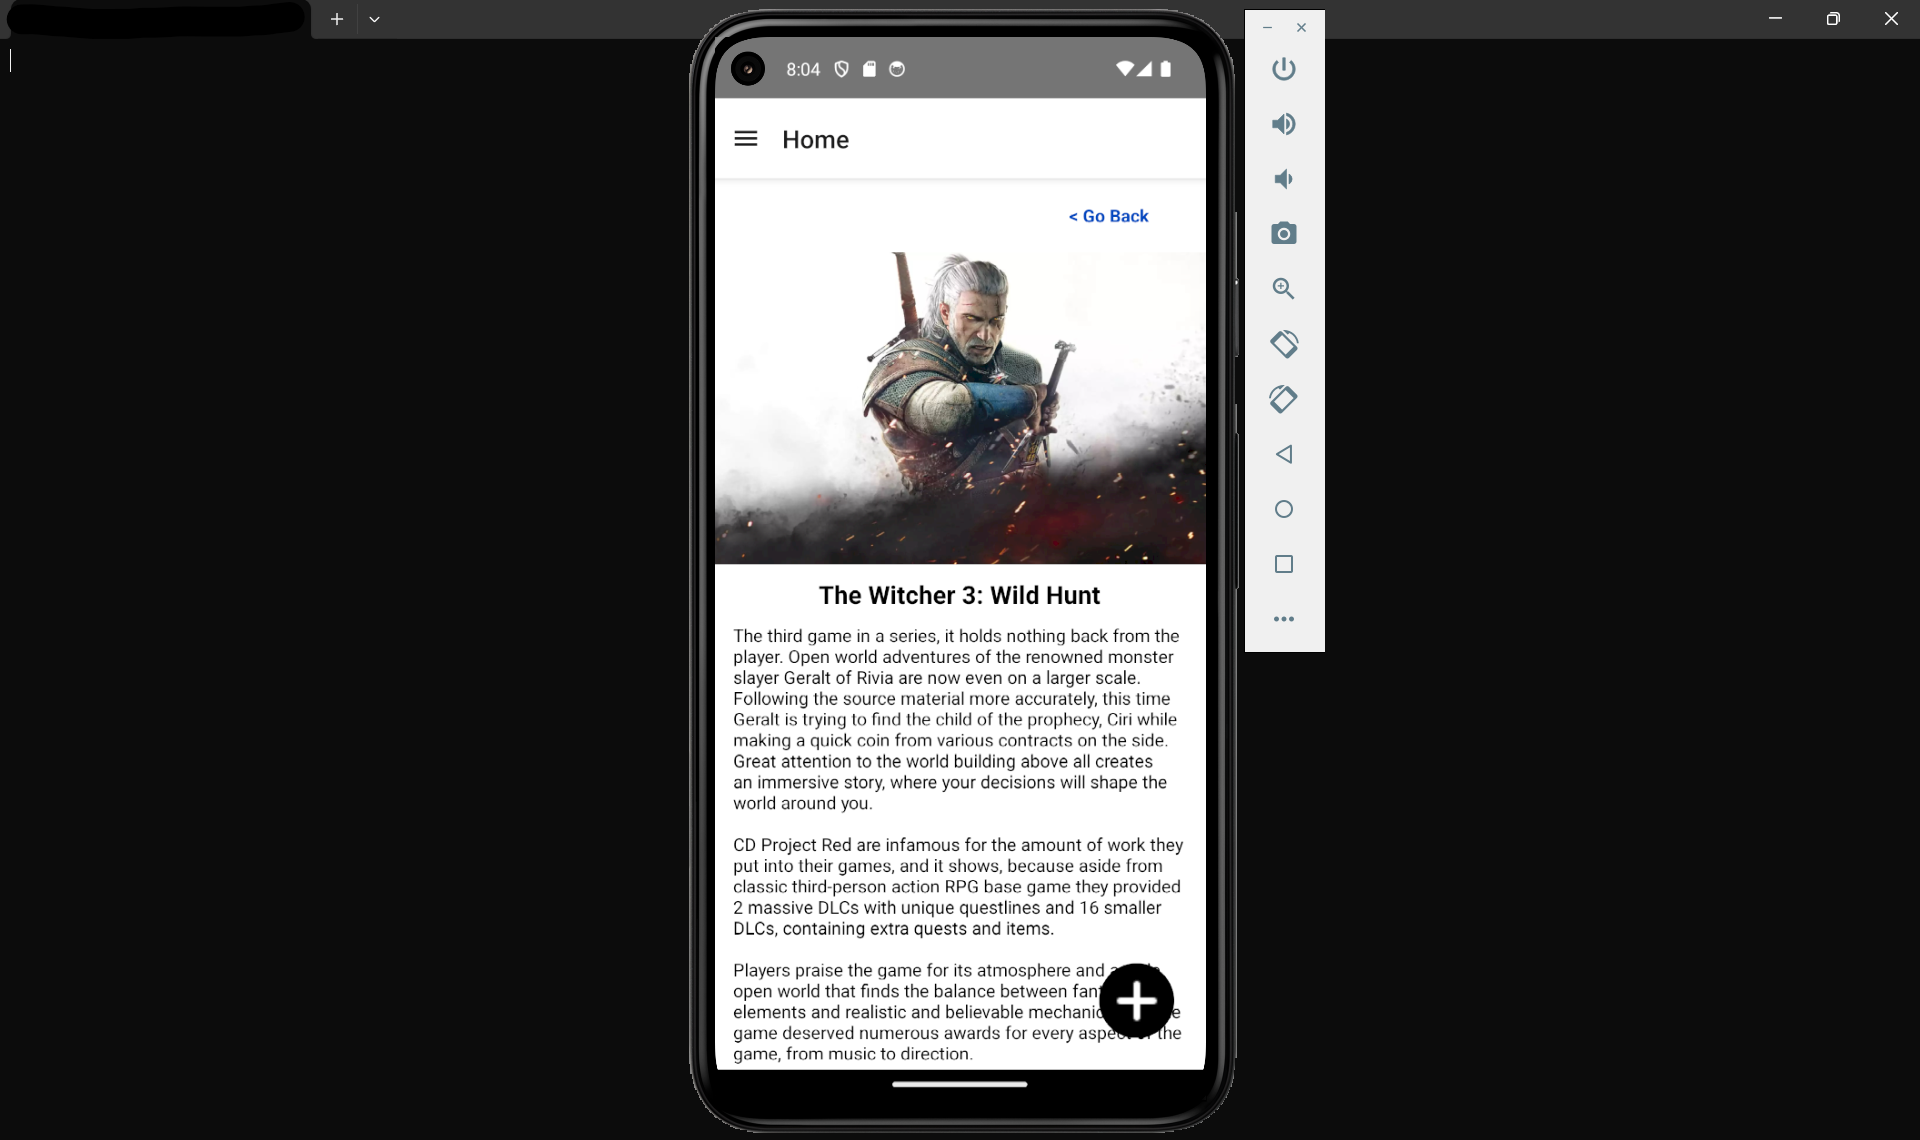 8:04
Home
< Go Back
The Witcher 3: Wild Hunt
The third game in a series, it holds nothing back from the
player. Open world adventures of the renowned monster
slayer Geralt of Rivia are now even on a larger scale.
Following the source material more accurately, this time
Geralt is trying to find the child of the prophecy, Ciri while
making a quick coin from various contracts on the side.
Great attention to the world building above all creates
an immersive story, where your decisions will shape the
world around you.
CD Project Red are infamous for the amount of work they
put into their games, and it shows, because aside from
classic third-person action RPG base game they provided
2 massive DLCs with unique questlines and 16 smaller
DLCs, containing extra quests and items.
Players praise the game for its atmosphere and
open world that finds the balance between
elements and realistic and believable
game deserved numerous awards for every the
game, from music to direction.